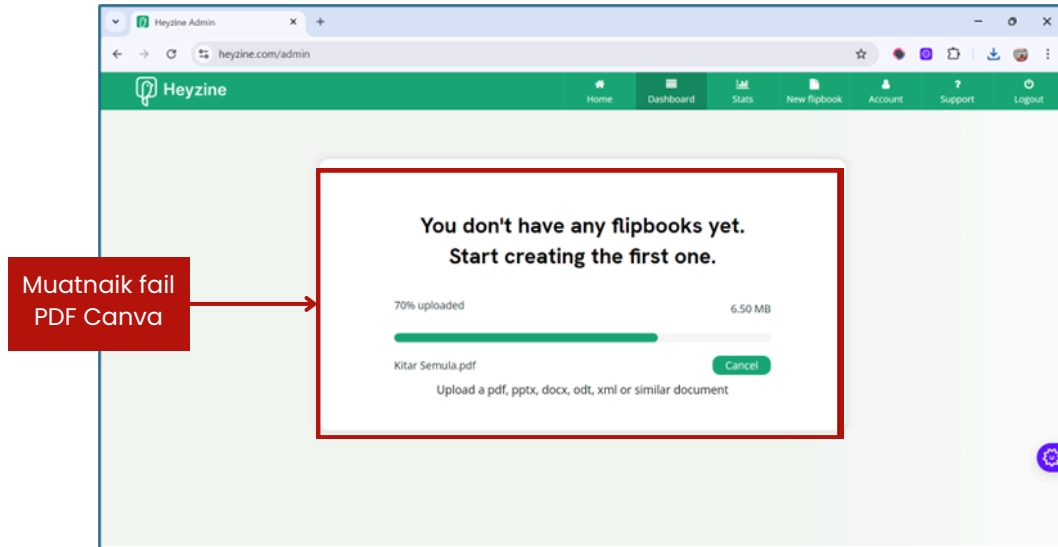 Heyzine Admin
heyzine.com/admin
Heyzine
Home
Dashboard
Stats
New flipbook
Account
Support
Logout
You don't have any flipbooks yet.
Start creating the first one.
Muatnaik fail
PDF Canva
70% uploaded
6.50 MB
Kitar Semula.pdf
Cancel
Upload a pdf, pptx, docx, odt, xml or similar document